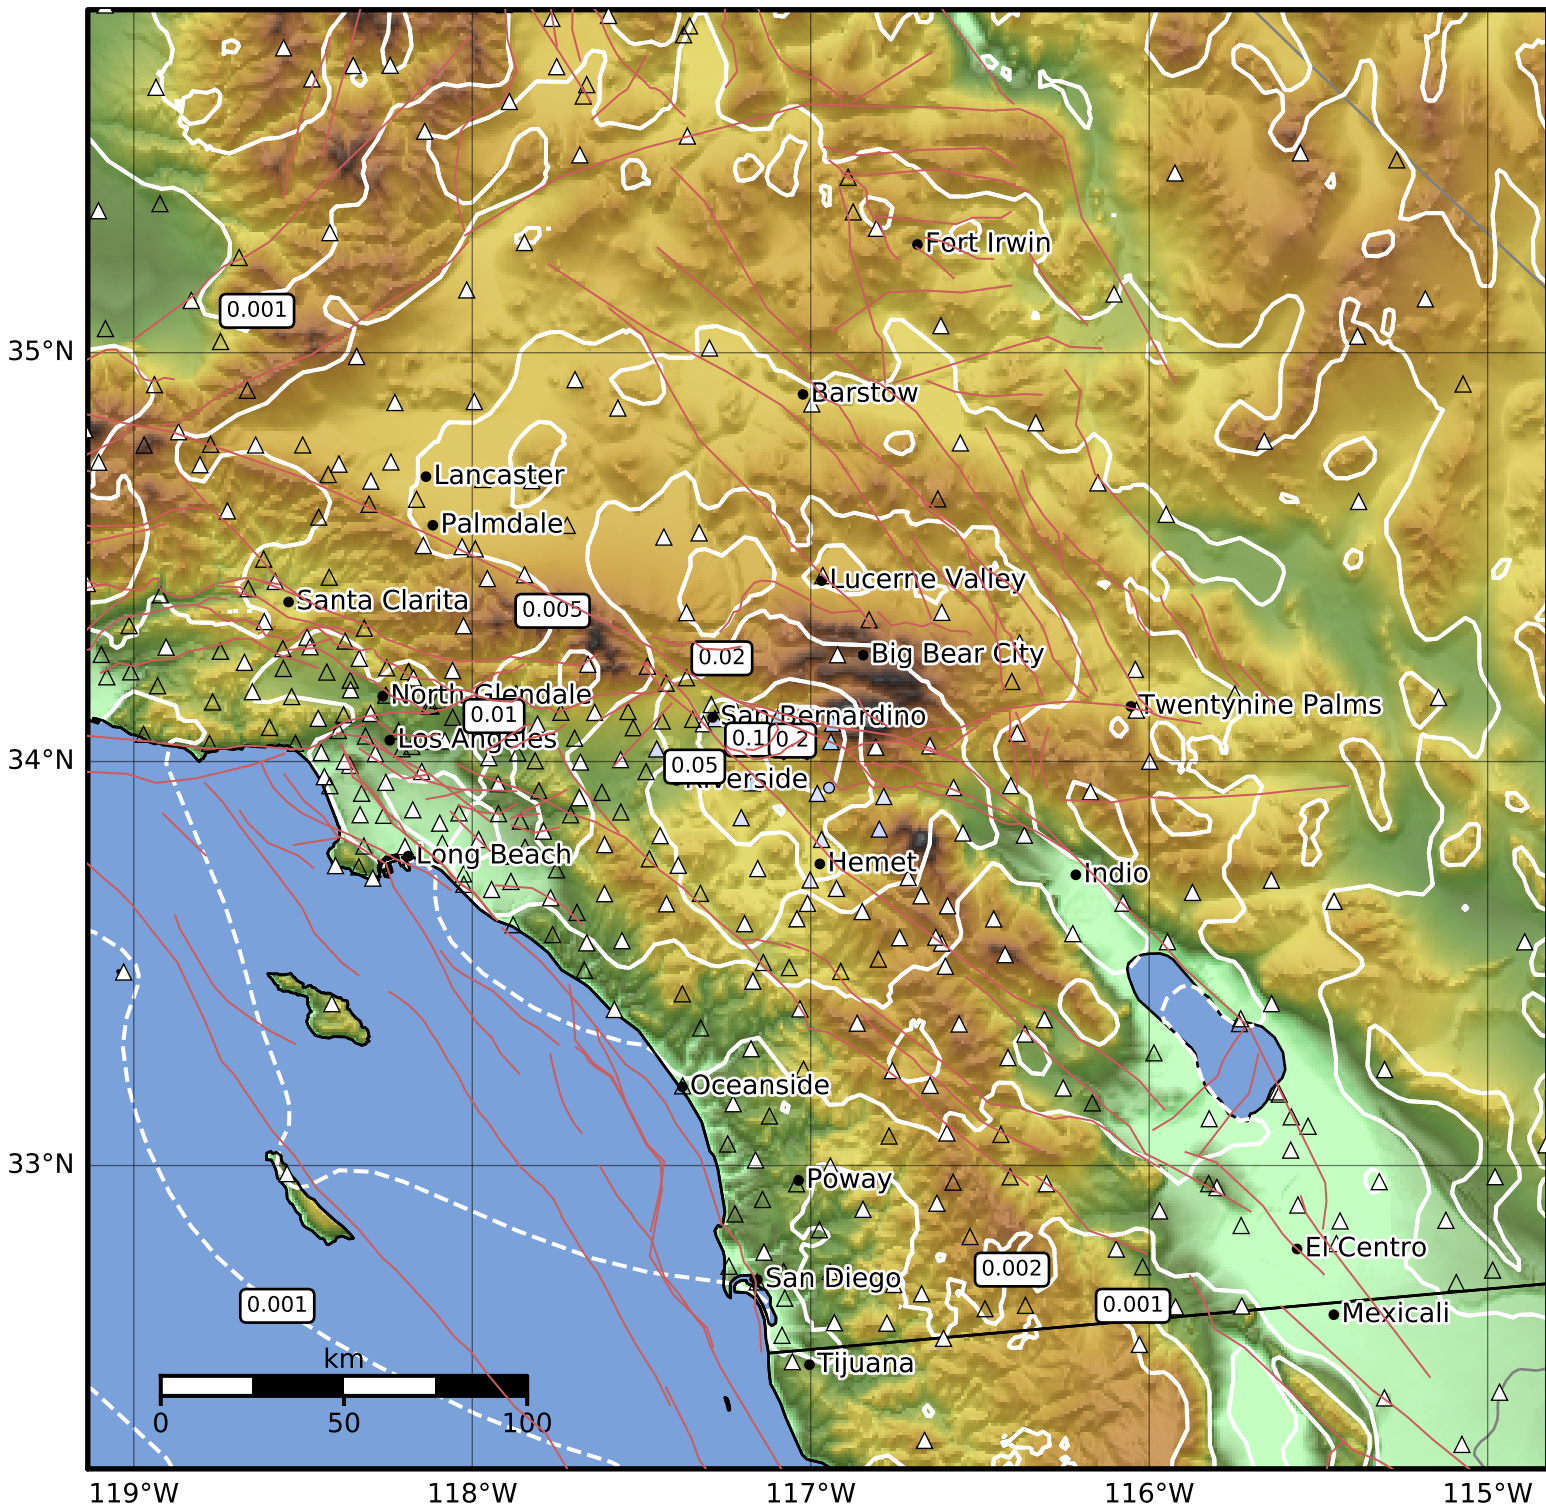 Fort Irwin
0.001
35°N
Barstow
Lancaster
Palmdale
Lucerne Valley
Santa Clarita
0.005
Big Bear City
0.02
North Glendale
Twentynine Palms
0.01
San Bernardino
Los Angeles
0.1
0.2
34°N
0.05
Riverside
Long Beach
Hemet
Indio
Oceanside
33°N
Poway
El Centro
0.002
San Diego
0.001
0.001
Mexicali
km
Tijuana
0 50 100
119°W 118°W 117°W 116°W 115°W